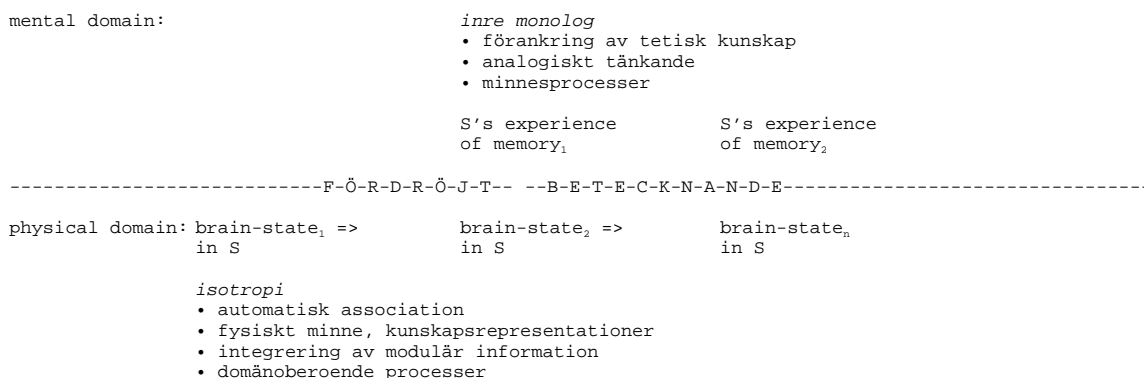 mental domain: inre monolog
• förankring av tetisk kunskap
• analogiskt tänkande
• minnesprocesser
S's experience S's experience
of memory₁ of memory₂
----------------------------F-Ö-R-D-R-Ö-J-T-- --B-E-T-E-C-K-N-A-N-D-E---------------------------------
physical domain: brain-state₁ => brain-state₂ => brain-stateₙ
in S in S in S
isotropi
• automatisk association
• fysiskt minne, kunskapsrepresentationer
• integrering av modulär information
• domänoberoende processer